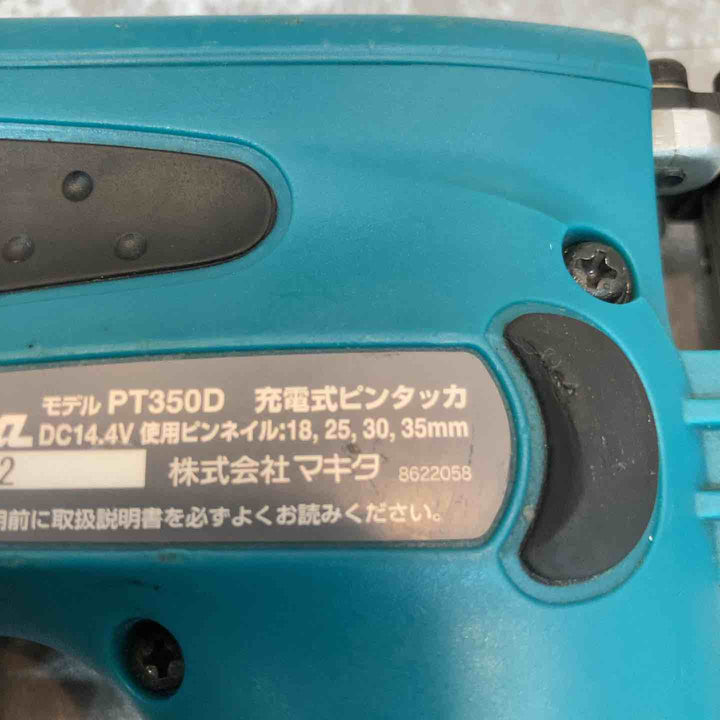 モデル PT350D 充電式ピンタッカ
DC14.4V 使用ピンネイル:18, 25, 30, 35mm
2 株式会社マキタ 8622058
用前に取扱説明書を必ずよくお読みください。